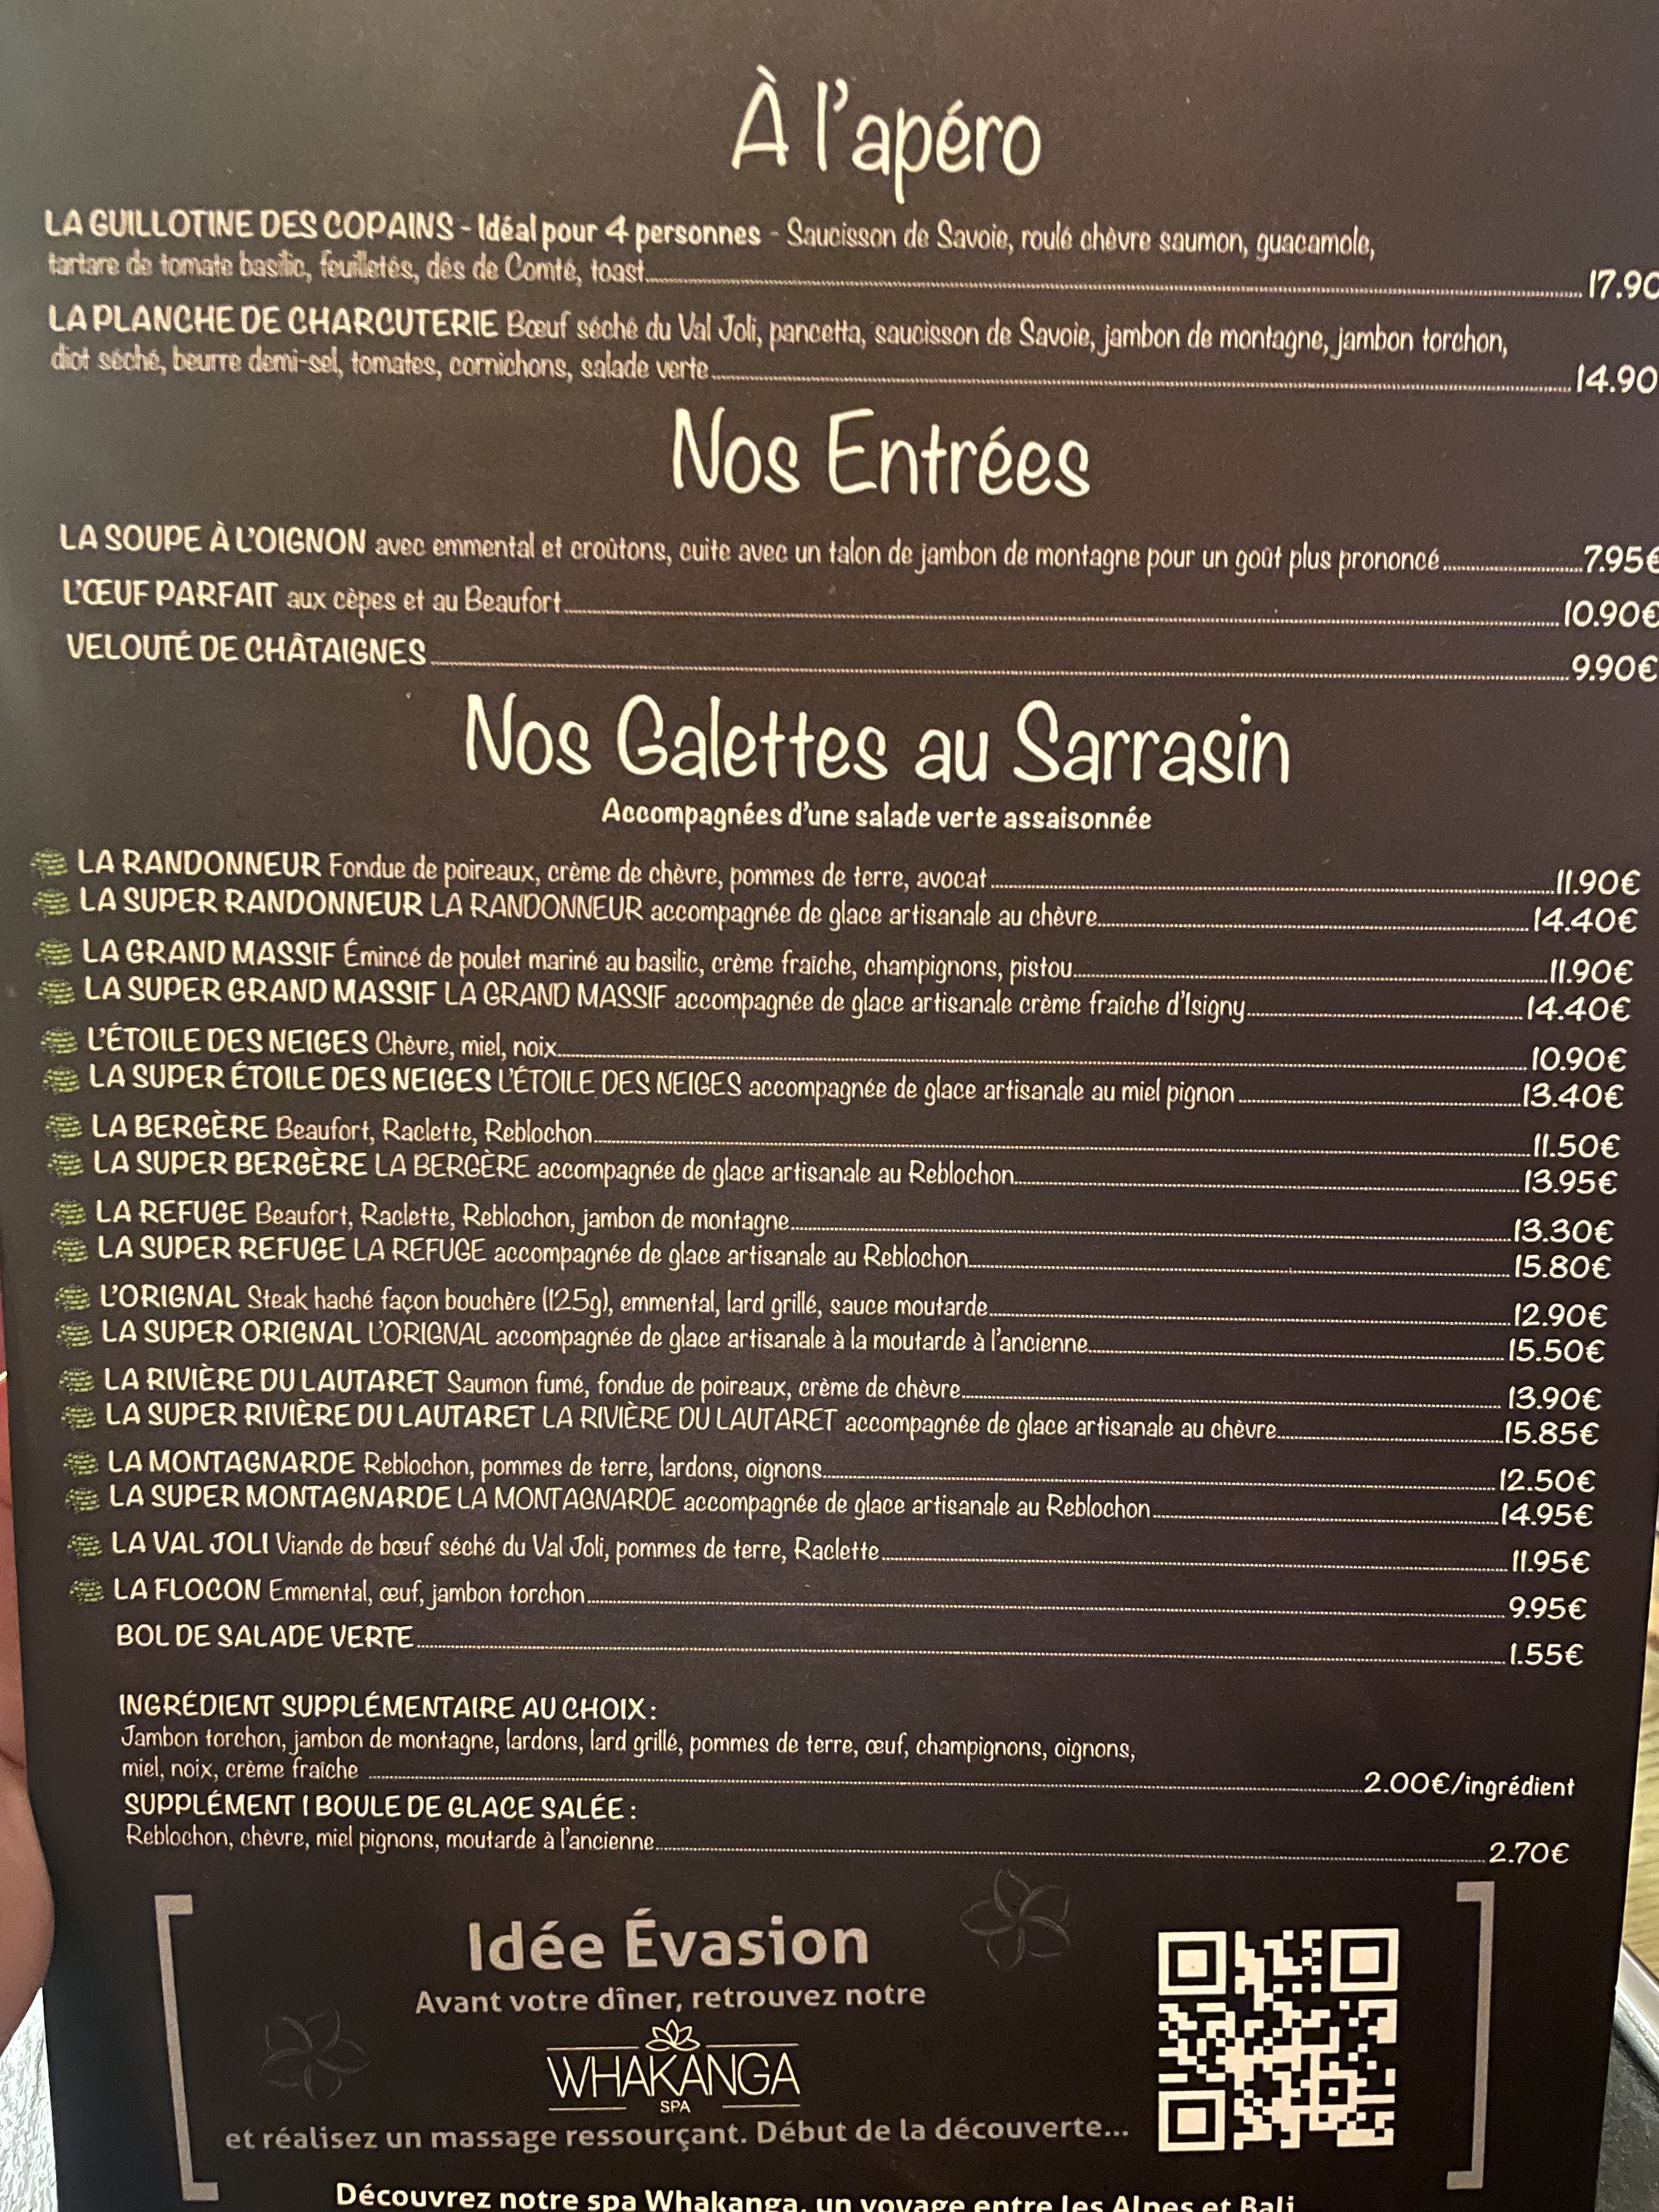 À l'apéro
LA GUILLOTINE DES COPAINS - Idéal pour 4 personnes - Saucisson de Savoie, roulé chèvre saumon, guacamole,
tartare de tomate basilic, feuilletés, dés de Comté, toast 17.90
LA PLANCHE DE CHARCUTERIE Bœuf séché du Val Joli, pancetta, saucisson de Savoie, jambon de montagne, jambon torchon,
diot séché, beurre demi-sel, tomates, cornichons, salade verte 14.90
Nos Entrées
LA SOUPE À L'OIGNON avec emmental et croûtons, cuite avec un talon de jambon de montagne pour un goût plus prononcé 7.95€
L'ŒUF PARFAIT aux cèpes et au Beaufort 10.90€
VELOUTÉ DE CHÂTAIGNES 9.90€
Nos Galettes au Sarrasin
Accompagnées d'une salade verte assaisonnée
LA RANDONNEUR Fondue de poireaux, crème de chèvre, pommes de terre, avocat 11.90€
LA SUPER RANDONNEUR LA RANDONNEUR accompagnée de glace artisanale au chèvre 14.40€
LA GRAND MASSIF Émincé de poulet mariné au basilic, crème fraîche, champignons, pistou 11.90€
LA SUPER GRAND MASSIF LA GRAND MASSIF accompagnée de glace artisanale crème fraîche d'Isigny 14.40€
L'ÉTOILE DES NEIGES Chèvre, miel, noix 10.90€
LA SUPER ÉTOILE DES NEIGES L'ÉTOILE DES NEIGES accompagnée de glace artisanale au miel pignon 13.40€
LA BERGÈRE Beaufort, Raclette, Reblochon 11.50€
LA SUPER BERGÈRE LA BERGÈRE accompagnée de glace artisanale au Reblochon 13.95€
LA REFUGE Beaufort, Raclette, Reblochon, jambon de montagne 13.30€
LA SUPER REFUGE LA REFUGE accompagnée de glace artisanale au Reblochon 15.80€
L'ORIGNAL Steak haché façon bouchère (125g), emmental, lard grillé, sauce moutarde 12.90€
LA SUPER ORIGNAL L'ORIGNAL accompagnée de glace artisanale à la moutarde à l'ancienne 15.50€
LA RIVIÈRE DU LAUTARET Saumon fumé, fondue de poireaux, crème de chèvre 13.90€
LA SUPER RIVIÈRE DU LAUTARET LA RIVIÈRE DU LAUTARET accompagnée de glace artisanale au chèvre 15.85€
LA MONTAGNARDE Reblochon, pommes de terre, lardons, oignons 12.50€
LA SUPER MONTAGNARDE LA MONTAGNARDE accompagnée de glace artisanale au Reblochon 14.95€
LA VAL JOLI Viande de bœuf séché du Val Joli, pommes de terre, Raclette 11.95€
LA FLOCON Emmental, œuf, jambon torchon 9.95€
BOL DE SALADE VERTE 1.55€
INGRÉDIENT SUPPLÉMENTAIRE AU CHOIX :
Jambon torchon, jambon de montagne, lardons, lard grillé, pommes de terre, œuf, champignons, oignons,
miel, noix, crème fraîche 2.00€/ingrédient
SUPPLÉMENT 1 BOULE DE GLACE SALÉE :
Reblochon, chèvre, miel pignons, moutarde à l'ancienne 2.70€
Idée Évasion
Avant votre dîner, retrouvez notre
WHAKANGA
SPA
et réalisez un massage ressourçant. Début de la découverte...
Découvrez notre spa Whakanga, un voyage entre les Alpes et Bali